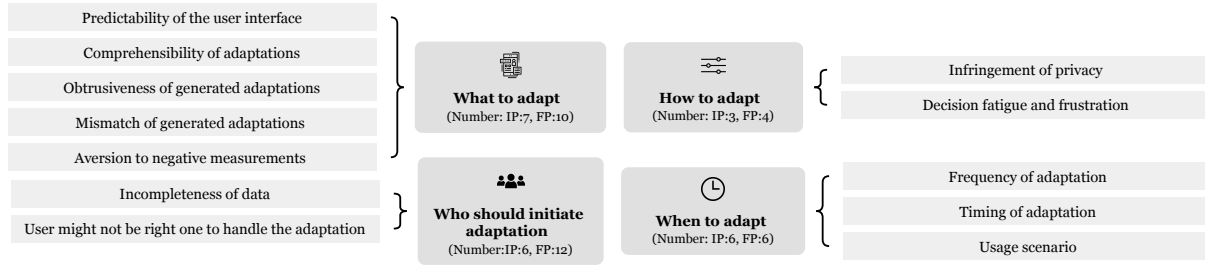 Predictability of the user interface
Comprehensibility of adaptations
Obtrusiveness of generated adaptations
Mismatch of generated adaptations
Aversion to negative measurements
Incompleteness of data
User might not be right one to handle the adaptation
What to adapt
(Number: IP:7, FP:10)
How to adapt
(Number: IP:3, FP:4)
Who should initiate
adaptation
(Number:IP:6, FP:12)
When to adapt
(Number: IP:6, FP:6)
Infringement of privacy
Decision fatigue and frustration
Frequency of adaptation
Timing of adaptation
Usage scenario